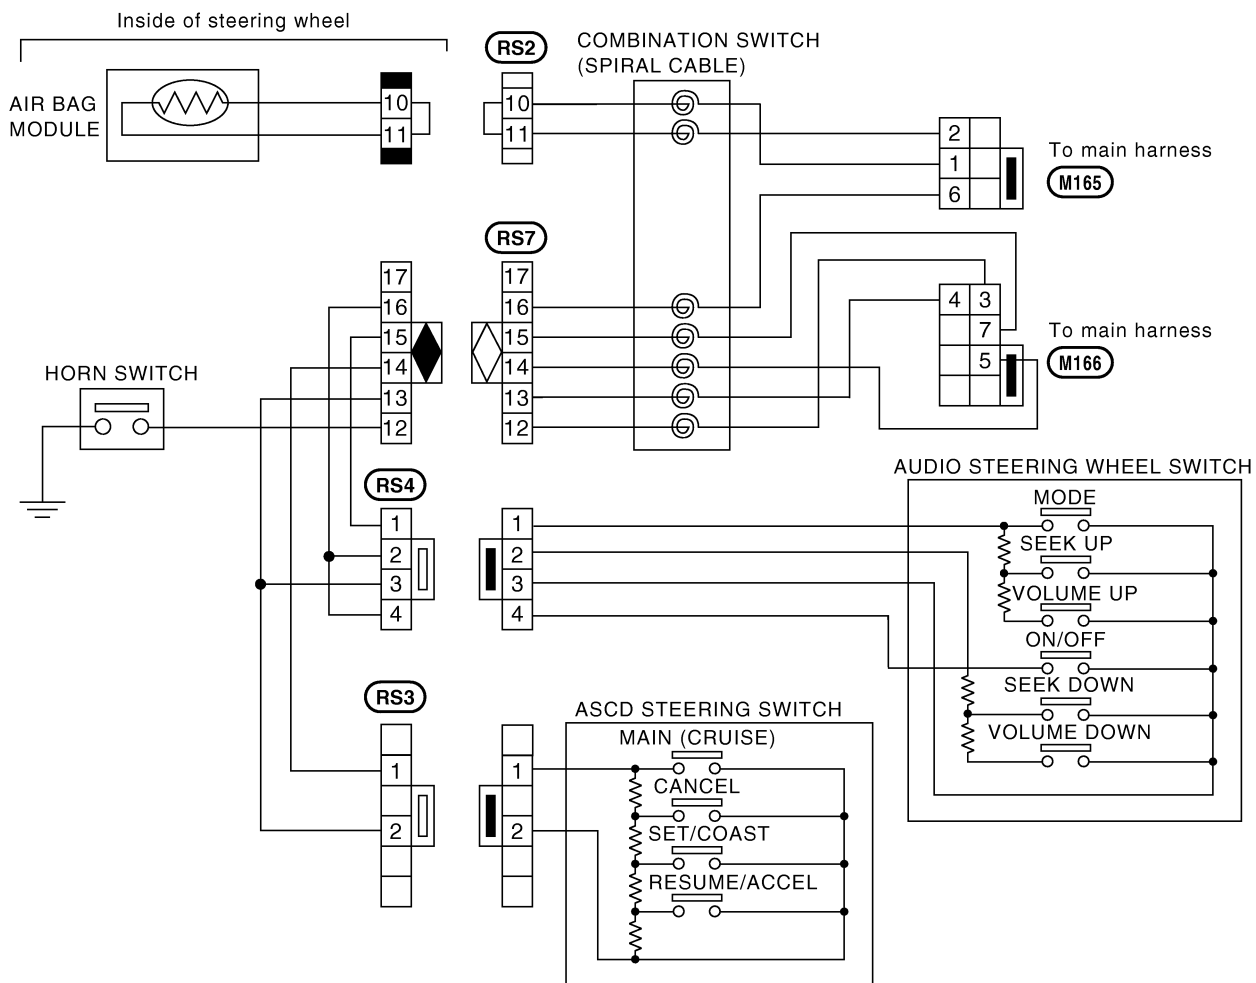 Inside of steering wheel
AIR BAG
MODULE
10
11
RS2
10
11
COMBINATION SWITCH
(SPIRAL CABLE)
2
1
6
To main harness
M165
RS7
17
16
15
14
13
12
17
16
15
14
13
12
4 3
7
5
To main harness
M166
HORN SWITCH
RS4
1
2
3
4
1
2
3
4
AUDIO STEERING WHEEL SWITCH
MODE
SEEK UP
VOLUME UP
ON/OFF
SEEK DOWN
VOLUME DOWN
RS3
1
2
1
2
ASCD STEERING SWITCH
MAIN (CRUISE)
CANCEL
SET/COAST
RESUME/ACCEL